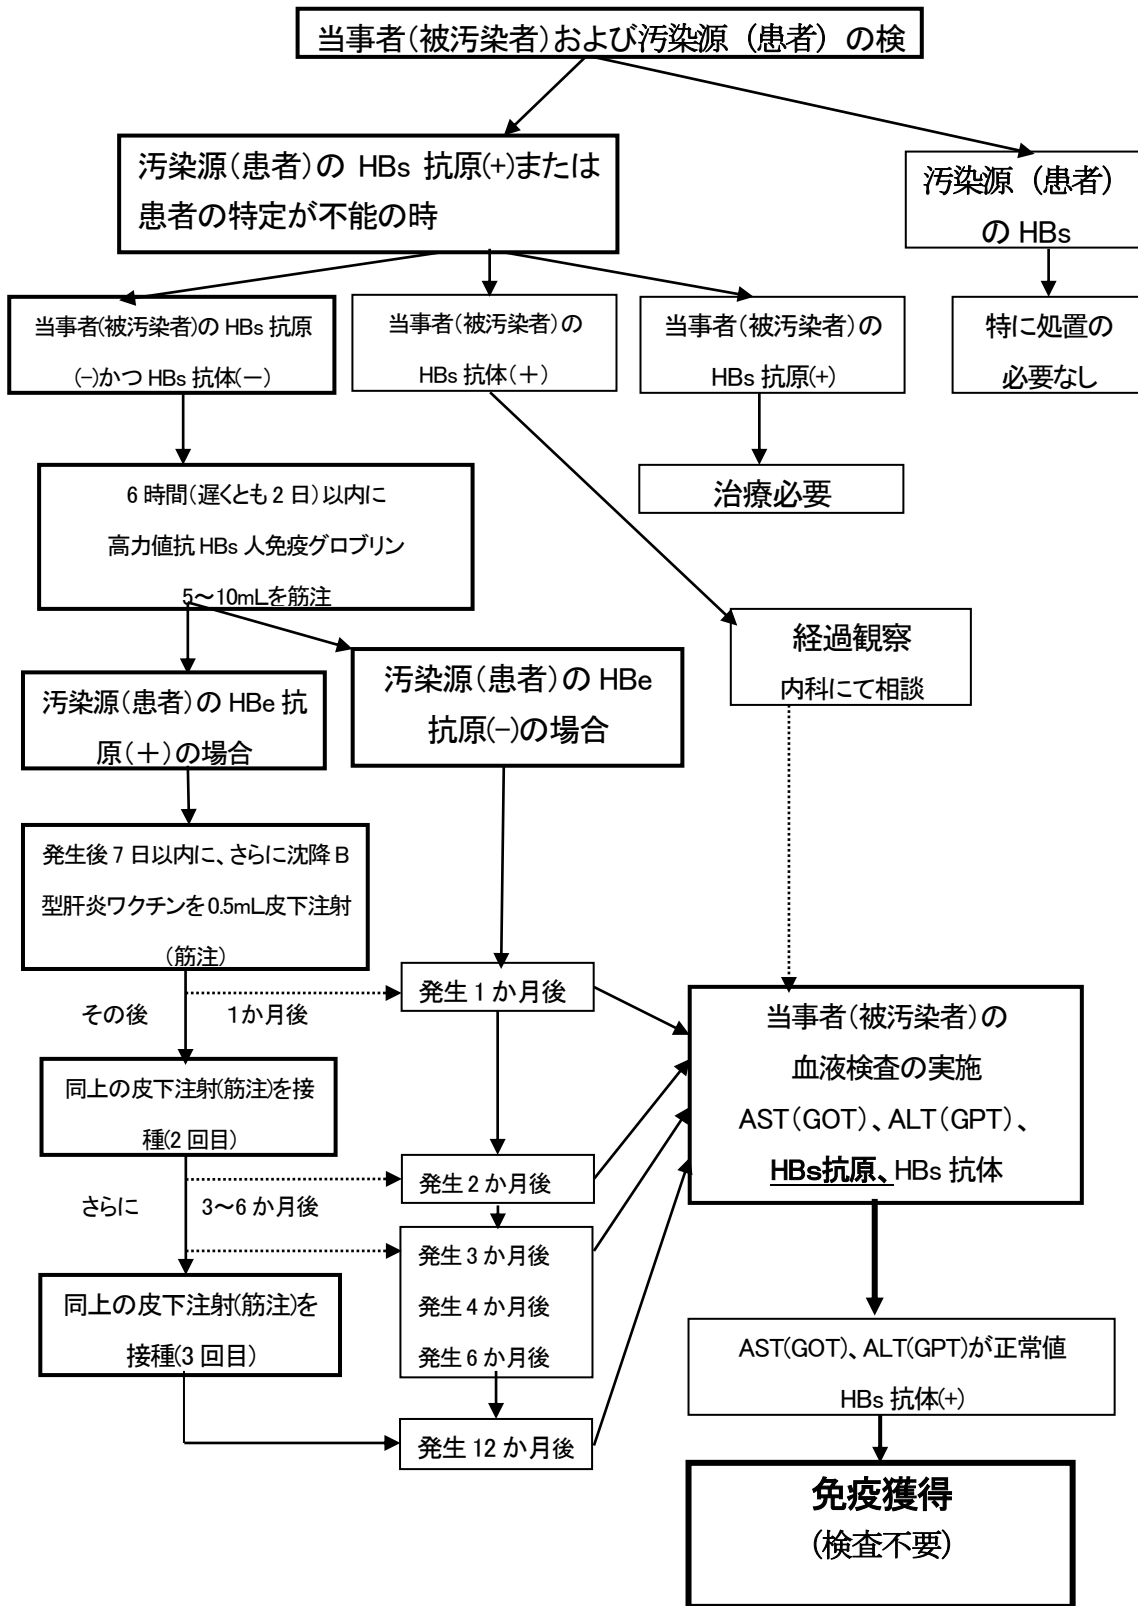 当事者(被汚染者)および汚染源（患者）の検
汚染源(患者)の HBs 抗原(+)または
患者の特定が不能の時
汚染源（患者）
の HBs
当事者(被汚染者)の HBs 抗原
(-)かつ HBs 抗体(－)
当事者(被汚染者)の
HBs 抗体(＋)
当事者(被汚染者)の
HBs 抗原(+)
特に処置の
必要なし
6 時間(遅くとも 2 日)以内に
高力値抗 HBs 人免疫グロブリン
5～10mLを筋注
治療必要
経過観察
内科にて相談
汚染源(患者)の HBe 抗
原(＋)の場合
汚染源(患者)の HBe
抗原(-)の場合
発生後 7 日以内に、さらに沈降 B
型肝炎ワクチンを 0.5mL皮下注射
(筋注)
その後 1か月後
発生 1 か月後
同上の皮下注射(筋注)を接
種(2 回目)
発生 2 か月後
さらに 3～6 か月後
発生 3 か月後
発生 4 か月後
発生 6 か月後
同上の皮下注射(筋注)を
接種(3 回目)
発生 12 か月後
当事者(被汚染者)の
血液検査の実施
AST(GOT)、ALT(GPT)、
HBs抗原、HBs 抗体
AST(GOT)、ALT(GPT)が正常値
HBs 抗体(+)
免疫獲得
(検査不要)